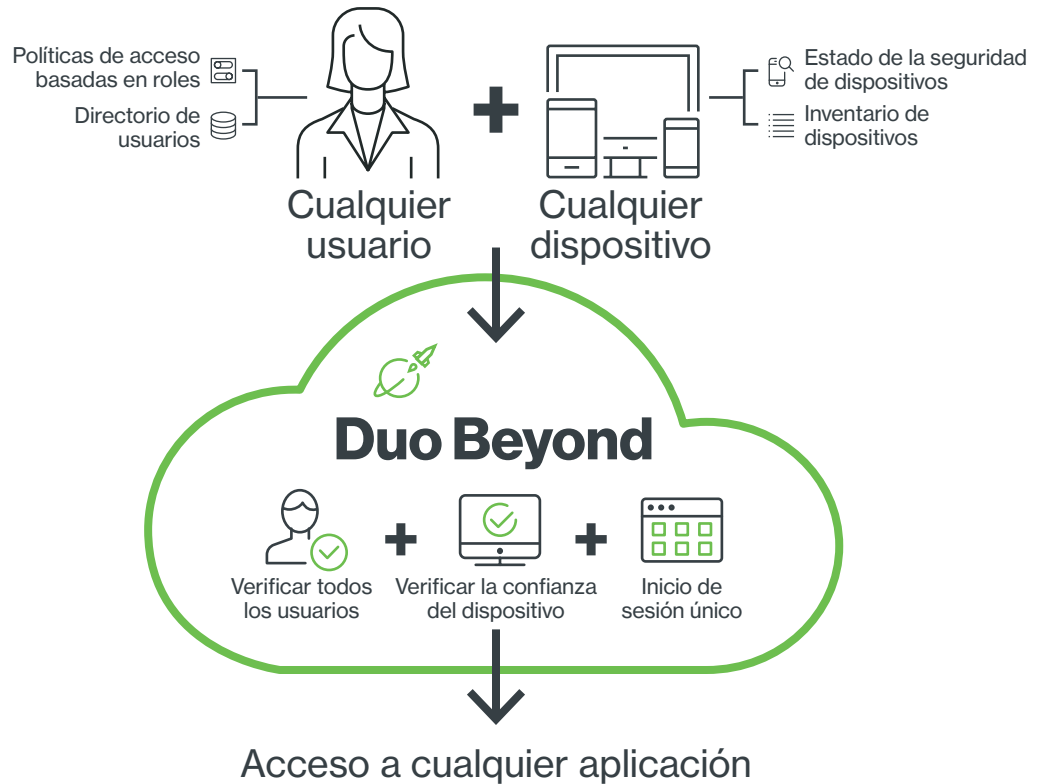 Políticas de acceso
basadas en roles
Directorio de
usuarios
Estado de la seguridad
de dispositivos
Inventario de
dispositivos
Cualquier
usuario
Cualquier
dispositivo
Duo Beyond
Verificar todos
los usuarios
Verificar la confianza
del dispositivo
Inicio de
sesión único
Acceso a cualquier aplicación